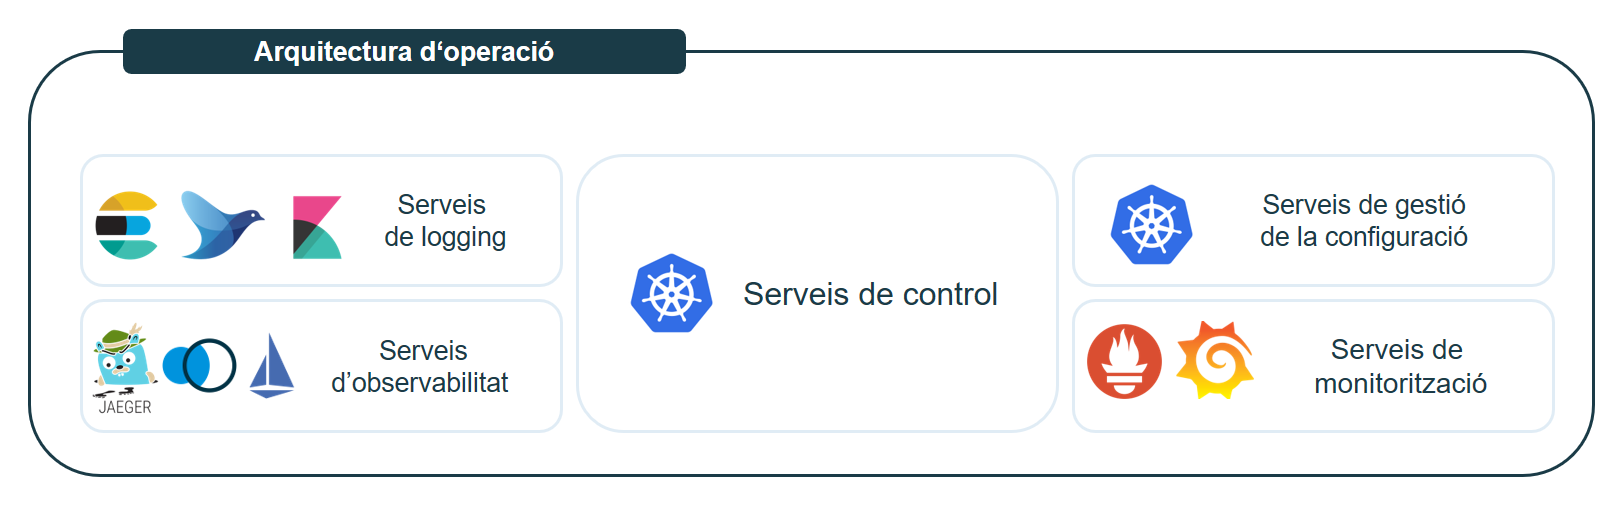 Arquitectura d‘operació
Serveis
de logging
Serveis
d’observabilitat
JAEGER
Serveis de control
Serveis de gestió
de la configuració
Serveis de
monitorització